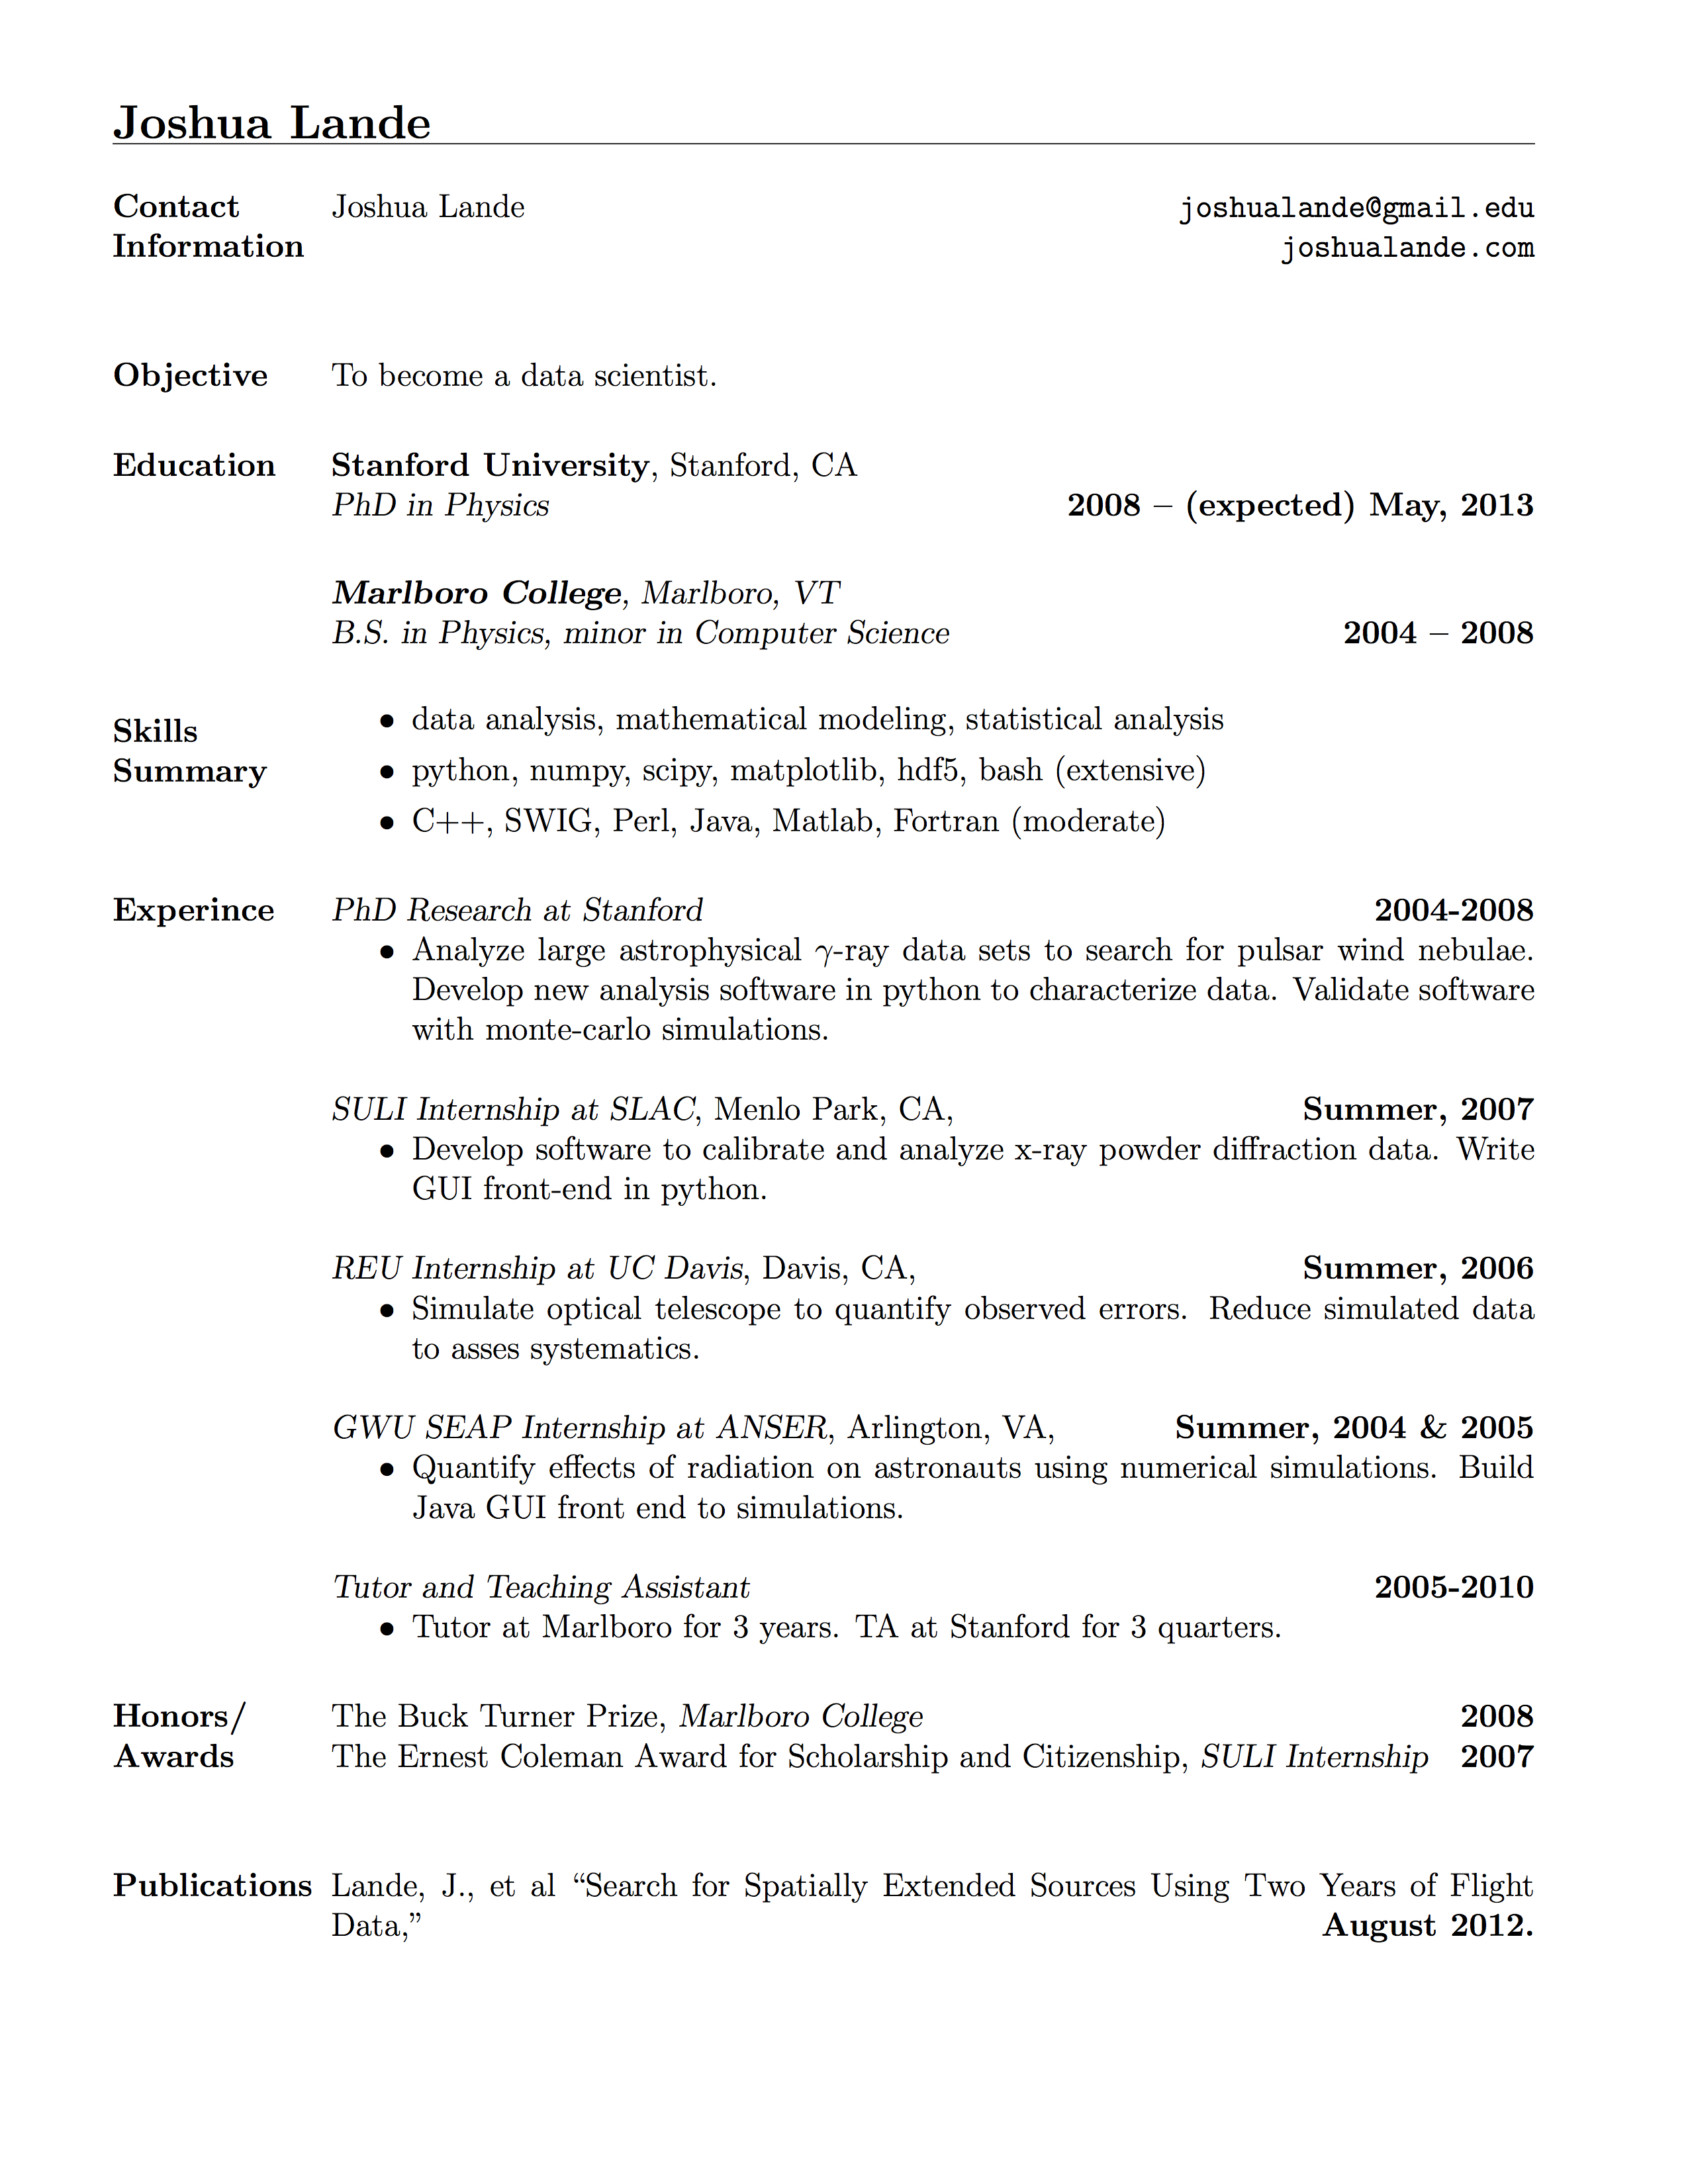 Joshua Lande
Contact Joshua Lande joshualande@gmail.edu
Information joshualande.com
Objective To become a data scientist.
Education Stanford University, Stanford, CA
PhD in Physics 2008 – (expected) May, 2013
Marlboro College, Marlboro, VT
B.S. in Physics, minor in Computer Science 2004 – 2008
Skills
Summary
• data analysis, mathematical modeling, statistical analysis
• python, numpy, scipy, matplotlib, hdf5, bash (extensive)
• C++, SWIG, Perl, Java, Matlab, Fortran (moderate)
Experince PhD Research at Stanford 2004-2008
• Analyze large astrophysical γ-ray data sets to search for pulsar wind nebulae.
Develop new analysis software in python to characterize data. Validate software
with monte-carlo simulations.
SULI Internship at SLAC, Menlo Park, CA, Summer, 2007
• Develop software to calibrate and analyze x-ray powder diffraction data. Write
GUI front-end in python.
REU Internship at UC Davis, Davis, CA, Summer, 2006
• Simulate optical telescope to quantify observed errors. Reduce simulated data
to asses systematics.
GWU SEAP Internship at ANSER, Arlington, VA, Summer, 2004 & 2005
• Quantify effects of radiation on astronauts using numerical simulations. Build
Java GUI front end to simulations.
Tutor and Teaching Assistant 2005-2010
• Tutor at Marlboro for 3 years. TA at Stanford for 3 quarters.
Honors/ The Buck Turner Prize, Marlboro College 2008
Awards The Ernest Coleman Award for Scholarship and Citizenship, SULI Internship 2007
Publications Lande, J., et al “Search for Spatially Extended Sources Using Two Years of Flight
Data,” August 2012.